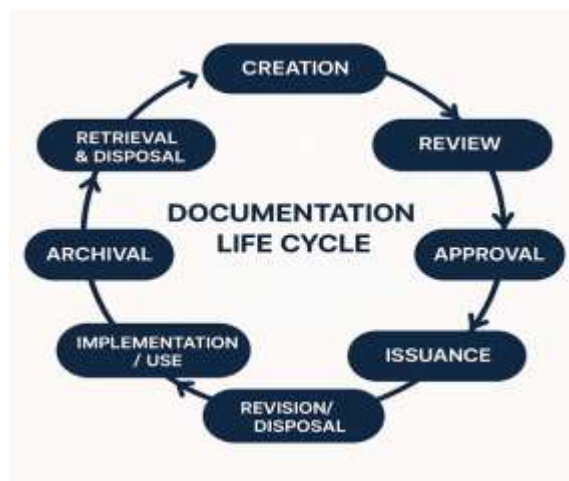 CREATION
REVIEW
APPROVAL
ISSUANCE
REVISION/
DISPOSAL
IMPLEMENTATION
/ USE
ARCHIVAL
RETRIEVAL
& DISPOSAL
DOCUMENTATION
LIFE CYCLE